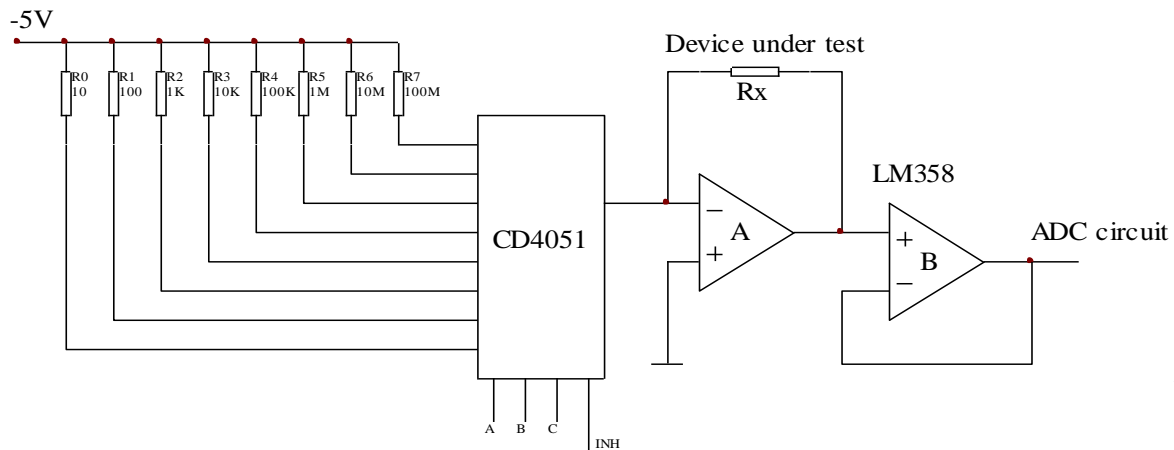 -5V
R0
10
R1
100
R2
1K
R3
10K
R4
100K
R5
1M
R6
10M
R7
100M
Device under test
Rx
LM358
CD4051
−
A
+
+
B
−
ADC circuit
A
B
C
INH